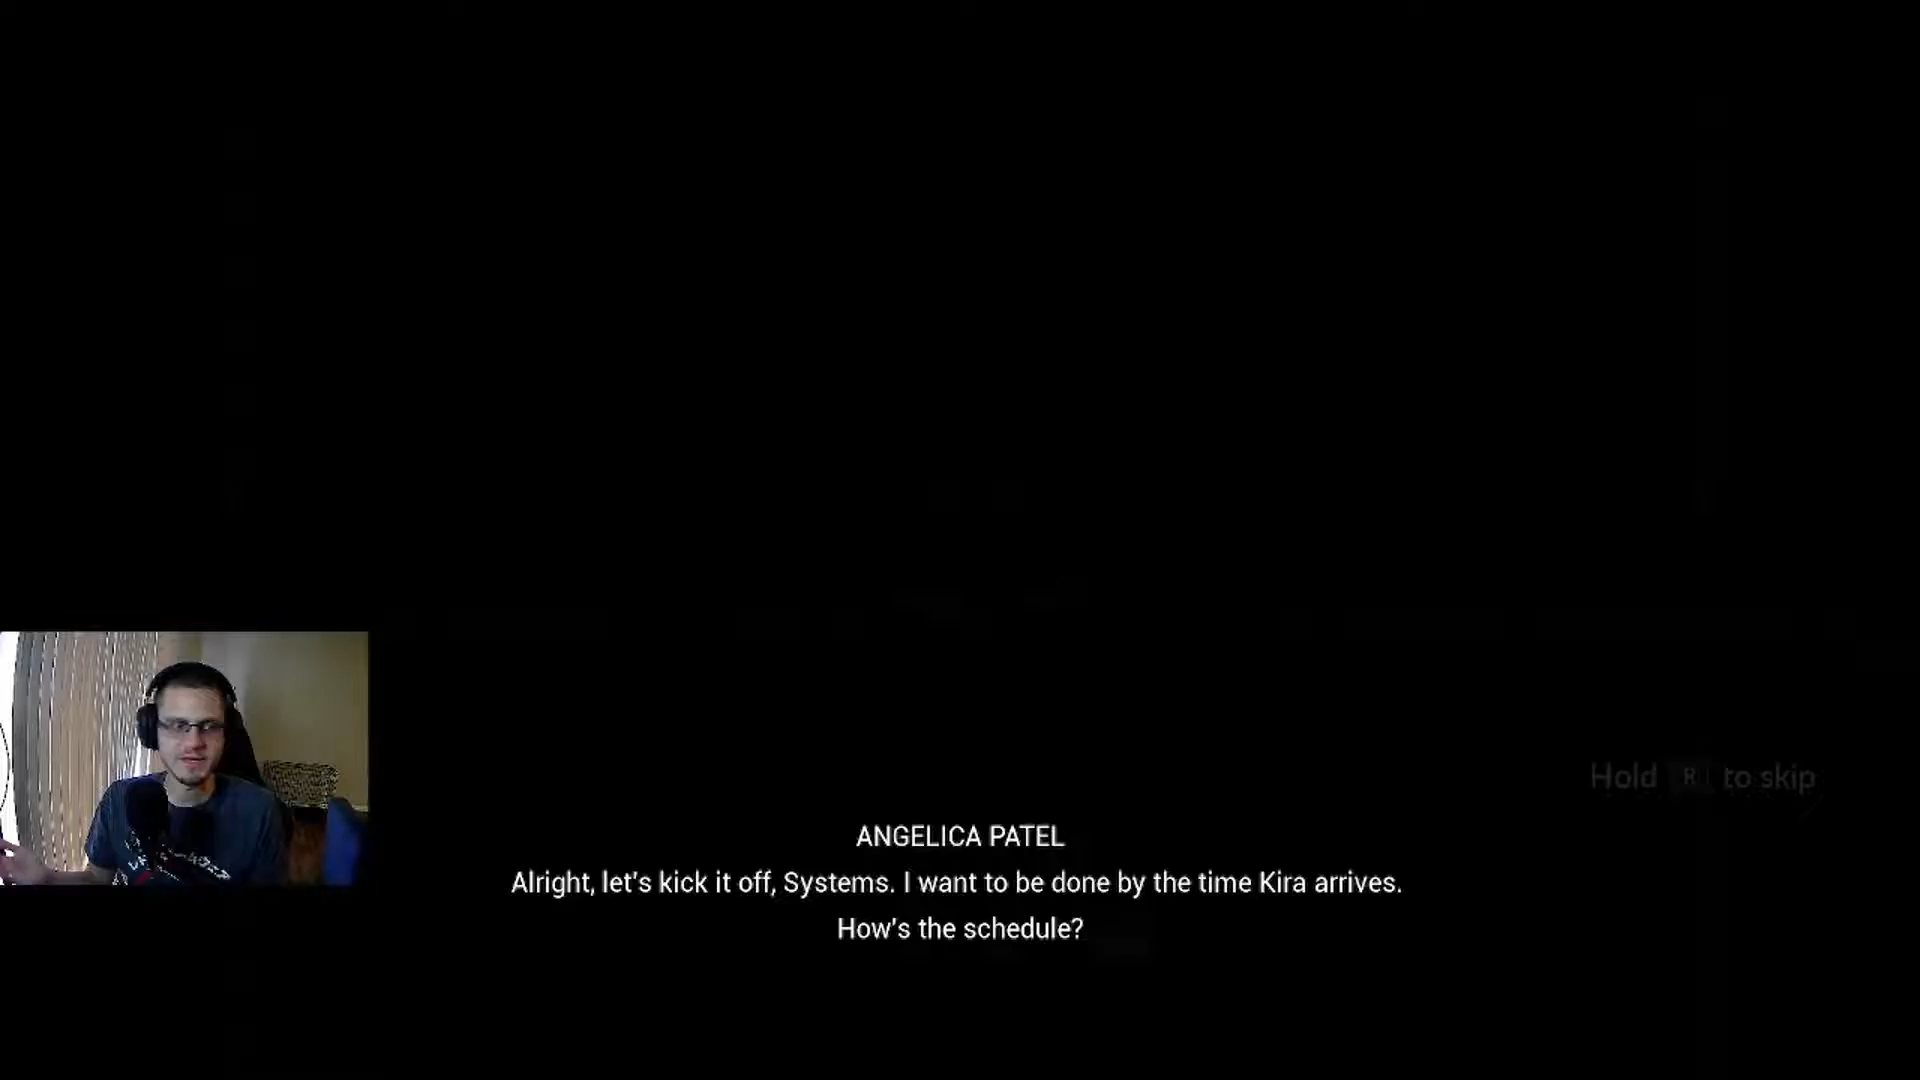 Hold R to skip
ANGELICA PATEL
Alright, let's kick it off, Systems. I want to be done by the time Kira arrives.
How's the schedule?